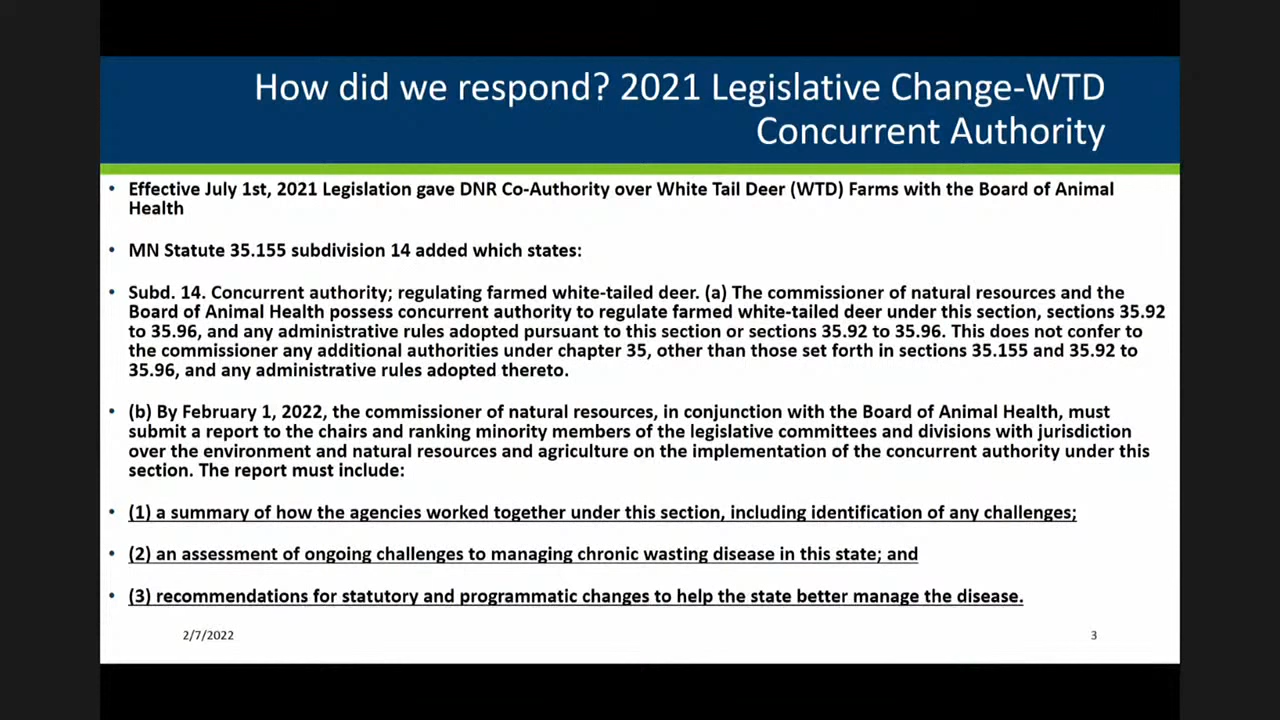 How did we respond? 2021 Legislative Change-WTD
Concurrent Authority
• Effective July 1st, 2021 Legislation gave DNR Co-Authority over White Tail Deer (WTD) Farms with the Board of Animal
Health
• MN Statute 35.155 subdivision 14 added which states:
• Subd. 14. Concurrent authority; regulating farmed white-tailed deer. (a) The commissioner of natural resources and the
Board of Animal Health possess concurrent authority to regulate farmed white-tailed deer under this section, sections 35.92
to 35.96, and any administrative rules adopted pursuant to this section or sections 35.92 to 35.96. This does not confer to
the commissioner any additional authorities under chapter 35, other than those set forth in sections 35.155 and 35.92 to
35.96, and any administrative rules adopted thereto.
• (b) By February 1, 2022, the commissioner of natural resources, in conjunction with the Board of Animal Health, must
submit a report to the chairs and ranking minority members of the legislative committees and divisions with jurisdiction
over the environment and natural resources and agriculture on the implementation of the concurrent authority under this
section. The report must include:
• (1) a summary of how the agencies worked together under this section, including identification of any challenges;
• (2) an assessment of ongoing challenges to managing chronic wasting disease in this state; and
• (3) recommendations for statutory and programmatic changes to help the state better manage the disease.
2/7/2022
3